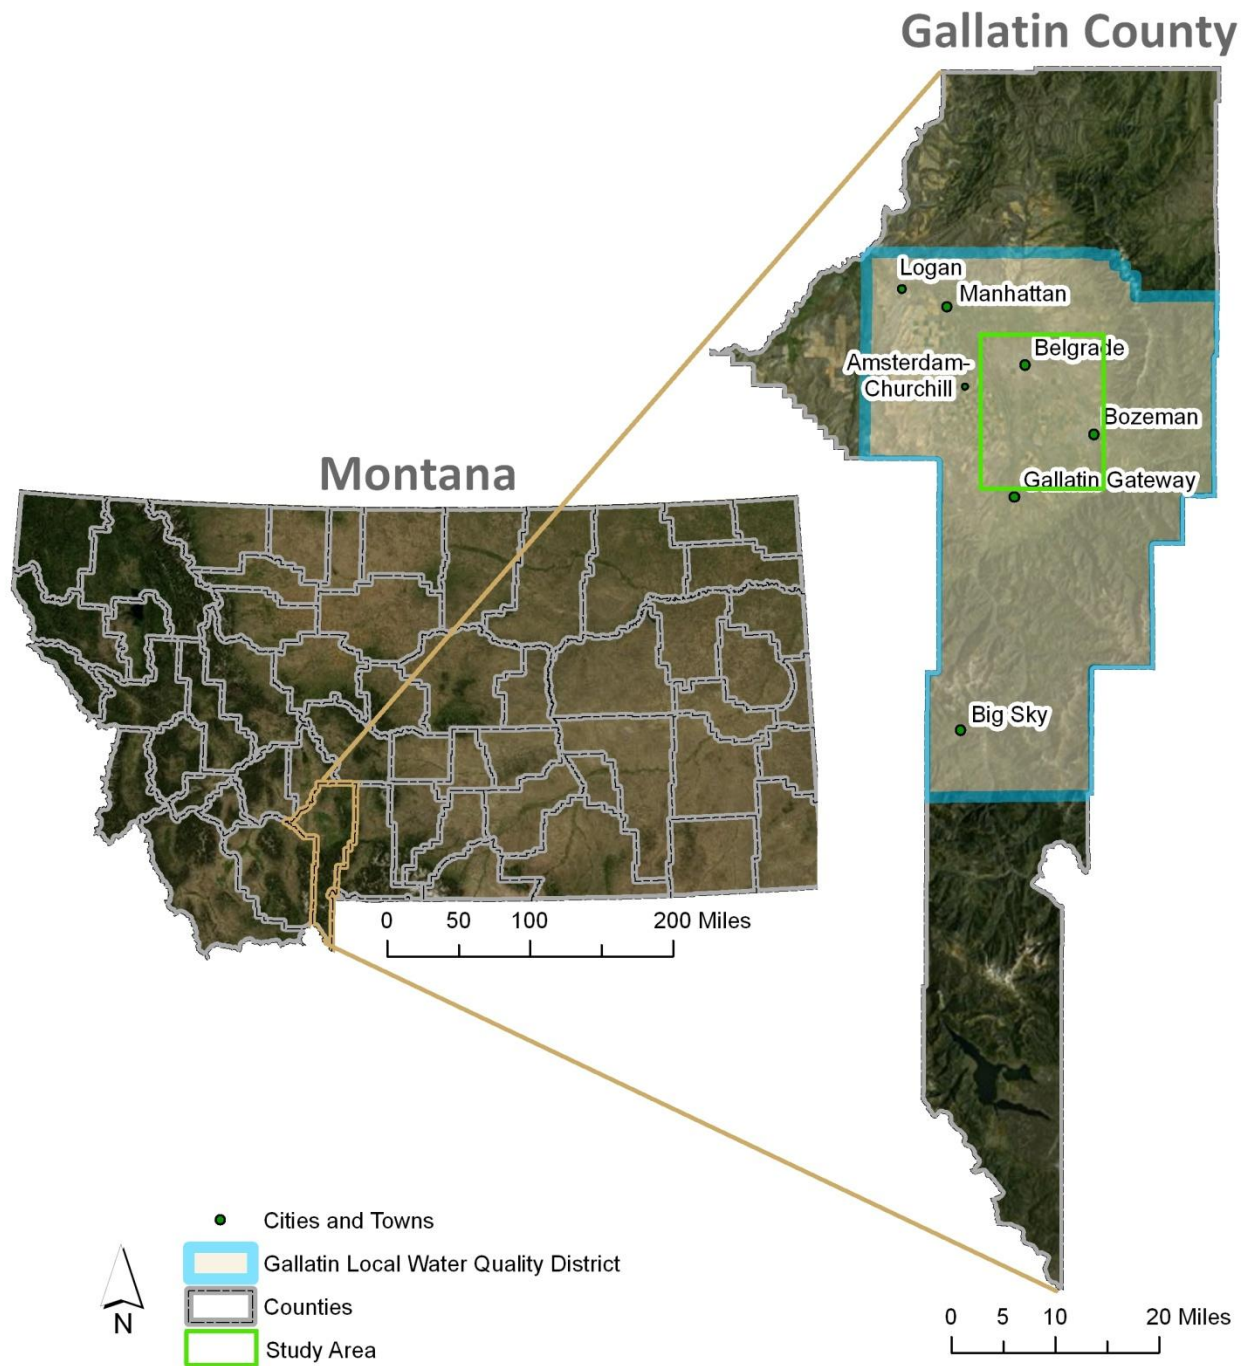 Gallatin County
Logan
Manhattan
Belgrade
Amsterdam-
Churchill
Bozeman
Gallatin Gateway
Montana
Big Sky
0 50 100 200 Miles
Cities and Towns
Gallatin Local Water Quality District
Counties
Study Area
N
0 5 10 20 Miles